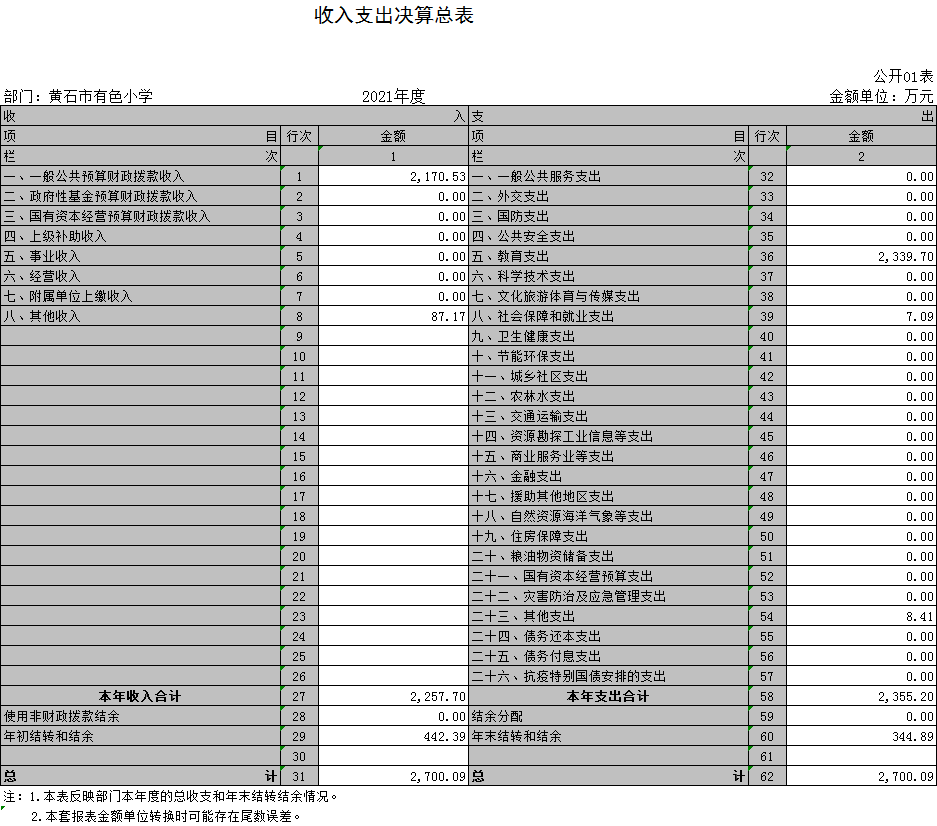 收入支出决算总表
公开01表
部门：黄石市有色小学 2021年度 金额单位：万元
收 入 支 出
项 目 行次 金额 项 目 行次 金额
栏 次 1 栏 次 2
一、一般公共预算财政拨款收入 1 2,170.53 一、一般公共服务支出 32 0.00
二、政府性基金预算财政拨款收入 2 0.00 二、外交支出 33 0.00
三、国有资本经营预算财政拨款收入 3 0.00 三、国防支出 34 0.00
四、上级补助收入 4 0.00 四、公共安全支出 35 0.00
五、事业收入 5 0.00 五、教育支出 36 2,339.70
六、经营收入 6 0.00 六、科学技术支出 37 0.00
七、附属单位上缴收入 7 0.00 七、文化旅游体育与传媒支出 38 0.00
八、其他收入 8 87.17 八、社会保障和就业支出 39 7.09
9 九、卫生健康支出 40 0.00
10 十、节能环保支出 41 0.00
11 十一、城乡社区支出 42 0.00
12 十二、农林水支出 43 0.00
13 十三、交通运输支出 44 0.00
14 十四、资源勘探工业信息等支出 45 0.00
15 十五、商业服务业等支出 46 0.00
16 十六、金融支出 47 0.00
17 十七、援助其他地区支出 48 0.00
18 十八、自然资源海洋气象等支出 49 0.00
19 十九、住房保障支出 50 0.00
20 二十、粮油物资储备支出 51 0.00
21 二十一、国有资本经营预算支出 52 0.00
22 二十二、灾害防治及应急管理支出 53 0.00
23 二十三、其他支出 54 8.41
24 二十四、债务还本支出 55 0.00
25 二十五、债务付息支出 56 0.00
26 二十六、抗疫特别国债安排的支出 57 0.00
本年收入合计 27 2,257.70 本年支出合计 58 2,355.20
使用非财政拨款结余 28 0.00 结余分配 59 0.00
年初结转和结余 29 442.39 年末结转和结余 60 344.89
30 61
总 计 31 2,700.09 总 计 62 2,700.09
注：1.本表反映部门本年度的总收支和年末结转结余情况。
2.本套报表金额单位转换时可能存在尾数误差。